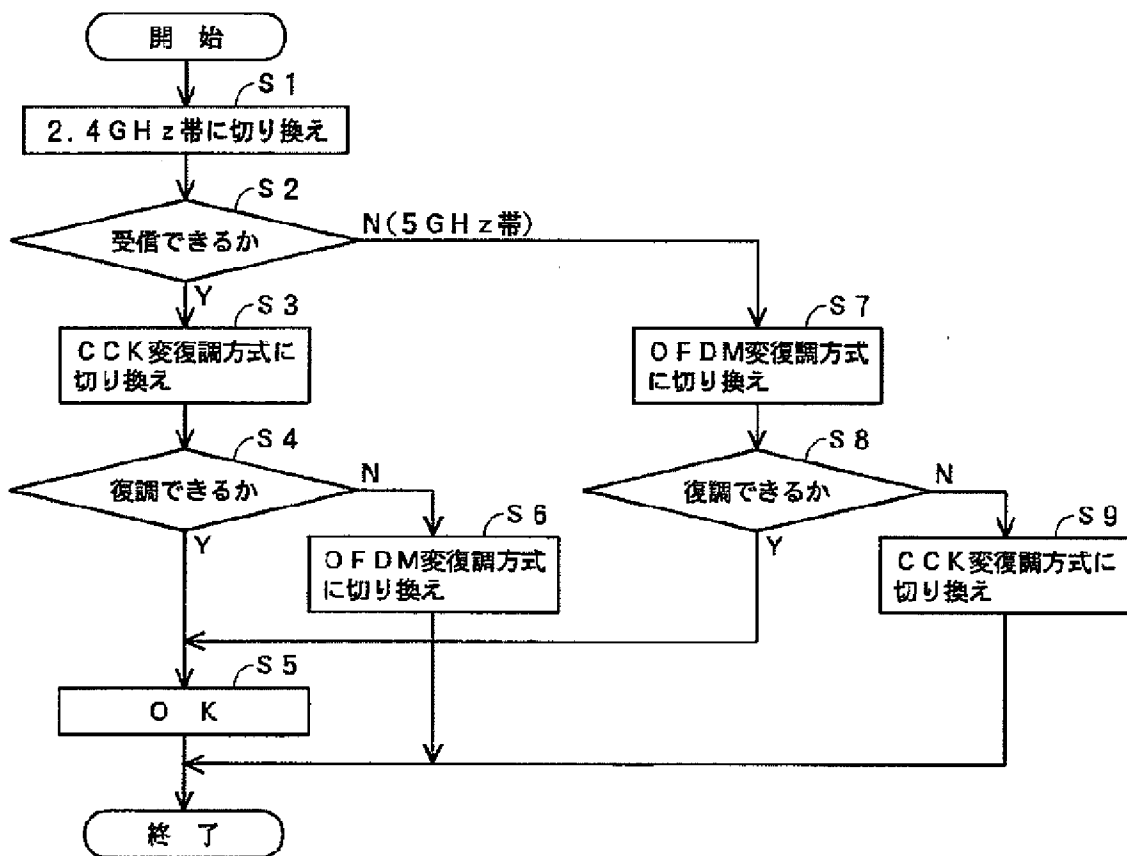 開 始
S1
2.4GHz帯に切り換え
S2
受信できるか
N(5GHz帯)
Y
S3
CCK変復調方式に
切り換え
S7
OFDM変復調方式
に切り換え
S4
復調できるか
N
Y
S8
復調できるか
N
Y
S6
OFDM変復調方式
に切り換え
S9
CCK変復調方式に
切り換え
S5
O K
終 了